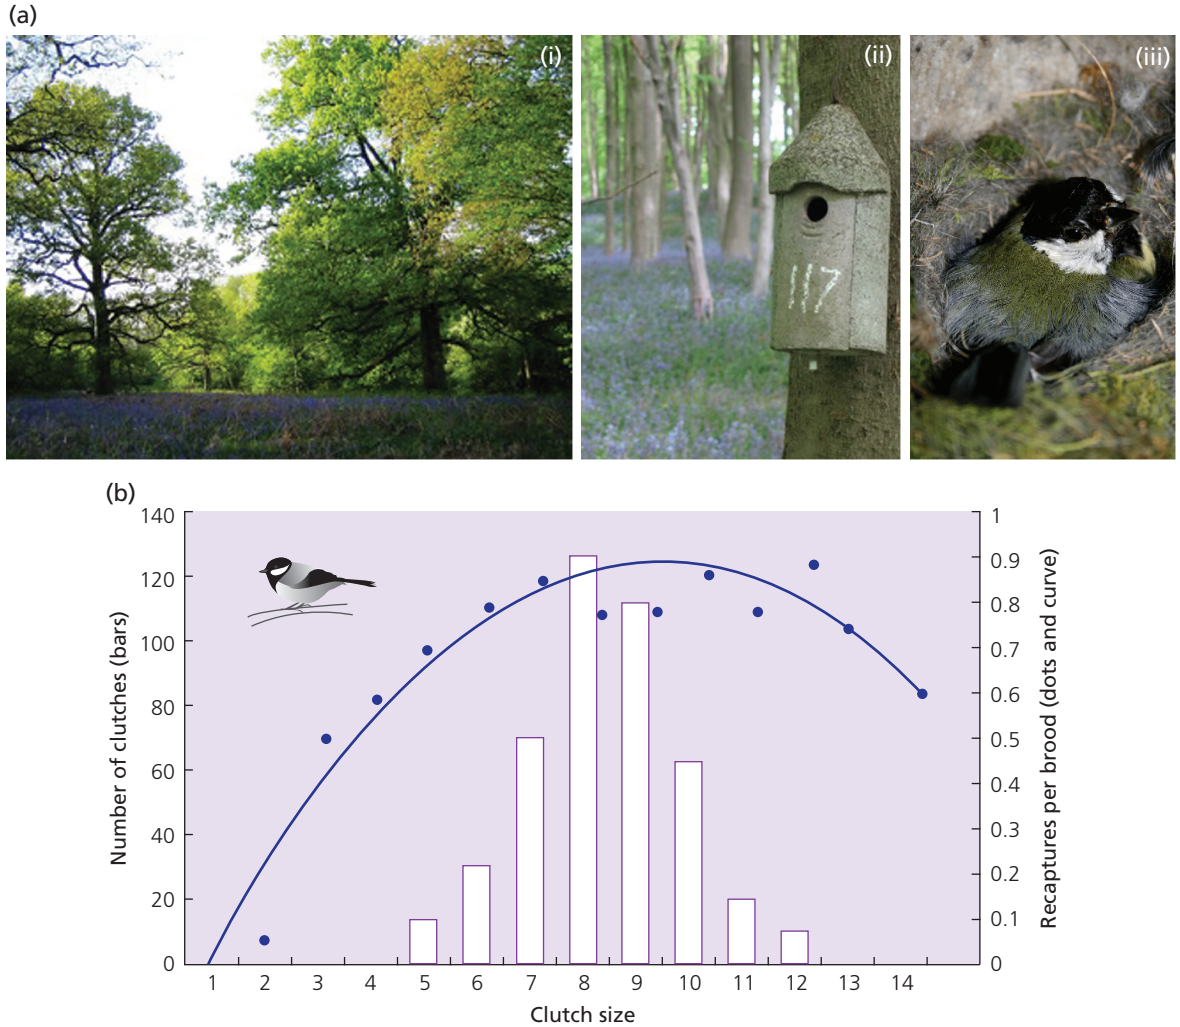 (a)
(i)
(ii)
(iii)
117
(b)
140
120
100
80
60
40
20
0
Number of clutches (bars)
1
0.9
0.8
0.7
0.6
0.5
0.4
0.3
0.2
0.1
0
Recaptures per brood (dots and curve)
1 2 3 4 5 6 7 8 9 10 11 12 13 14
Clutch size